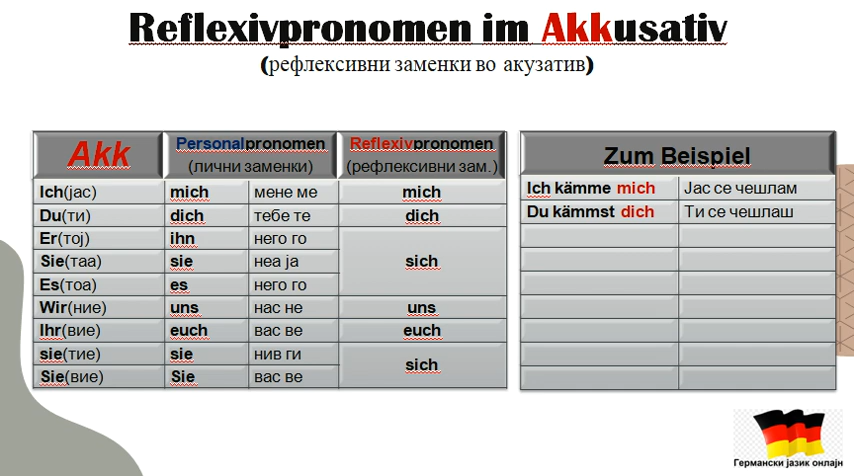 Reflexivpronomen im Akkusativ
(рефлексивни заменки во акузатив)
Akk
Personalpronomen
(лични заменки)
Reflexivpronomen
(рефлексивни зам.)
Ich(јас) mich мене ме mich
Du(ти) dich тебе те dich
Er(тој) ihn него го
Sie(таа) sie неа ја sich
Es(тоа) es него го
Wir(ние) uns нас не uns
Ihr(вие) euch вас ве euch
sie(тие) sie нив ги sich
Sie(вие) Sie вас ве
Zum Beispiel
Ich kämme mich Јас се чешлам
Du kämmst dich Ти се чешлаш
Германски јазик онлајн